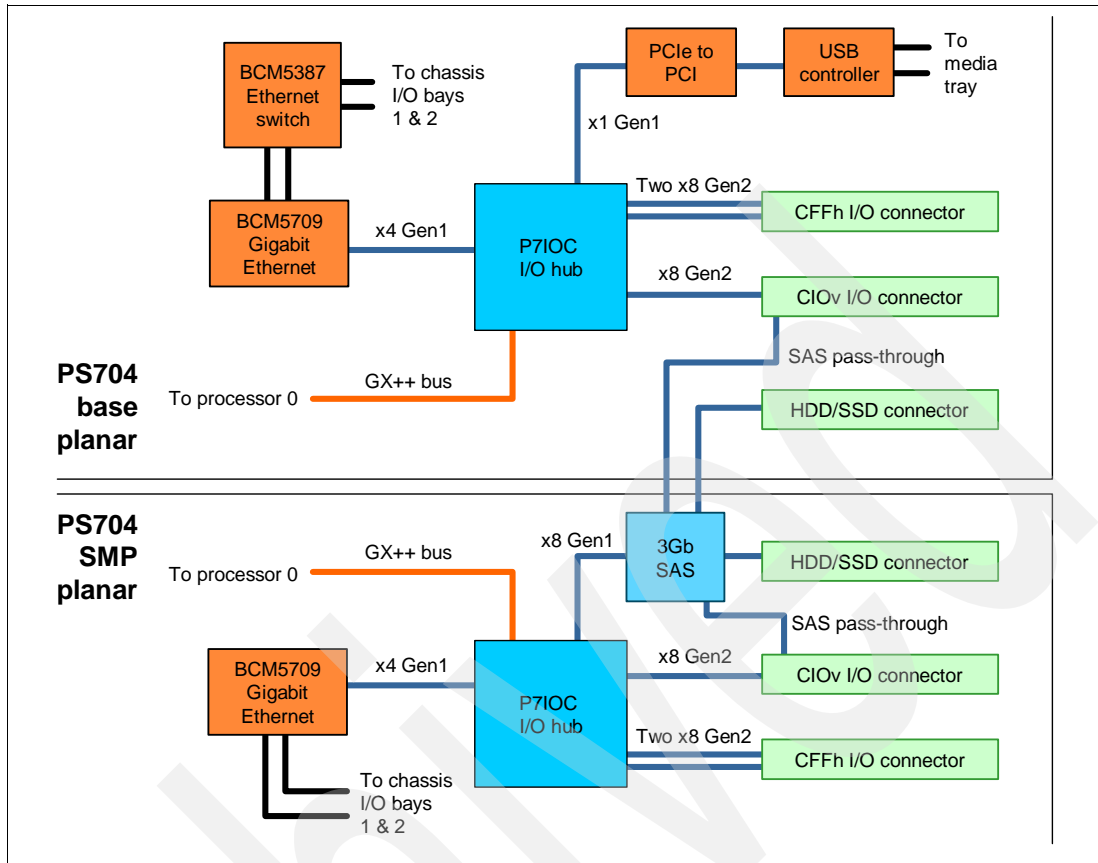 BCM5387
Ethernet
switch
To chassis
I/O bays
1 & 2
PCIe to
PCI
USB
controller
To
media
tray
x1 Gen1
BCM5709
Gigabit
Ethernet
x4 Gen1
P7IOC
I/O hub
Two x8 Gen2
CFFh I/O connector
x8 Gen2
CIOv I/O connector
SAS pass-through
HDD/SSD connector
PS704
base
planar
To processor 0
GX++ bus
PS704
SMP
planar
To processor 0
GX++ bus
x8 Gen1
3Gb
SAS
HDD/SSD connector
SAS pass-through
BCM5709
Gigabit
Ethernet
x4 Gen1
P7IOC
I/O hub
x8 Gen2
CIOv I/O connector
Two x8 Gen2
CFFh I/O connector
To chassis
I/O bays
1 & 2